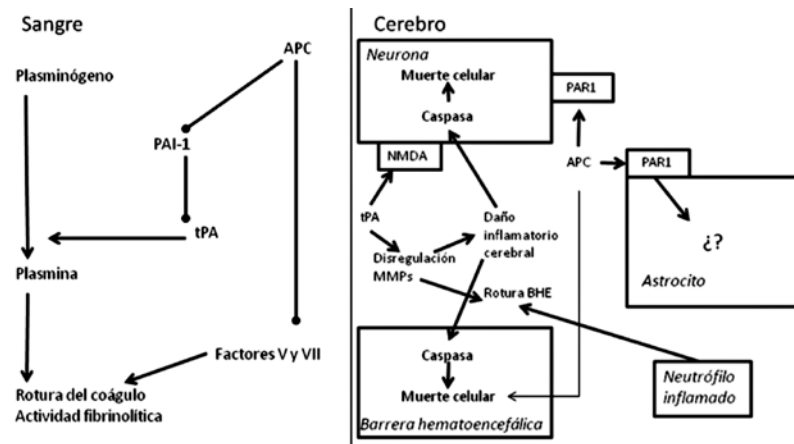 Sangre
APC
Plasminógeno
PAI-1
tPA
Plasmina
Factores V y VII
Rotura del coágulo
Actividad fibrinolítica
Cerebro
Neurona
Muerte celular
Caspasa
NMDA
PAR1
APC
PAR1
¿?
Astrocito
tPA
Daño
inflamatorio
cerebral
Disregulación
MMPs
Rotura BHE
Caspasa
Muerte celular
Barrera hematoencefálica
Neutrófilo
inflamado